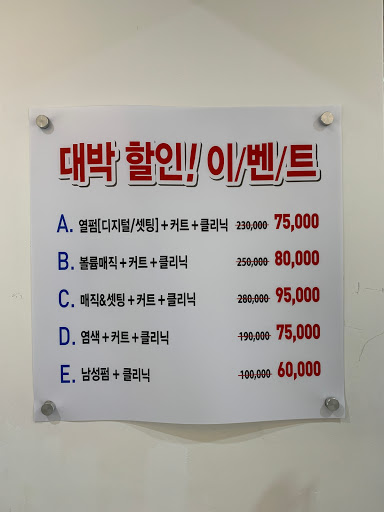 대박 할인! 이/벤/트
A. 열펌[디지털/셋팅]+커트+클리닉 230,000 75,000
B. 볼륨매직+커트+클리닉 250,000 80,000
C. 매직&셋팅+커트+클리닉 280,000 95,000
D. 염색+커트+클리닉 190,000 75,000
E. 남성펌 + 클리닉 100,000 60,000